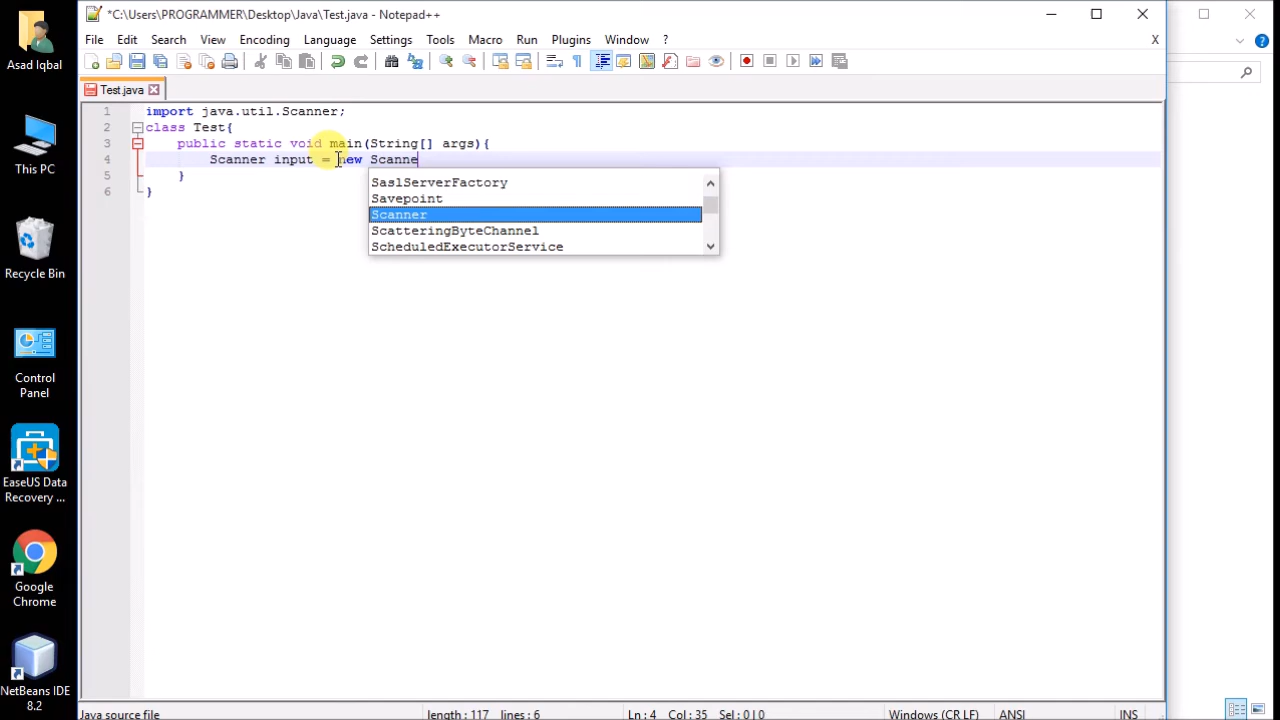 *C:\Users\PROGRAMMER\Desktop\Java\Test.java - Notepad++
File Edit Search View Encoding Language Settings Tools Macro Run Plugins Window ? X
Test.java
1 import java.util.Scanner;
2 class Test{
3 public static void main(String[] args){
4 Scanner input = new Scanne
5 }
6 }
SaslServerFactory
Savepoint
Scanner
ScatteringByteChannel
ScheduledExecutorService
Asad Iqbal
This PC
Recycle Bin
Control
Panel
EaseUS Data
Recovery ...
Google
Chrome
NetBeans IDE
8.2
Java source file length : 117 lines : 6 Ln : 4 Col : 35 Sel : 0 | 0 Windows (CR LF) ANSI INS